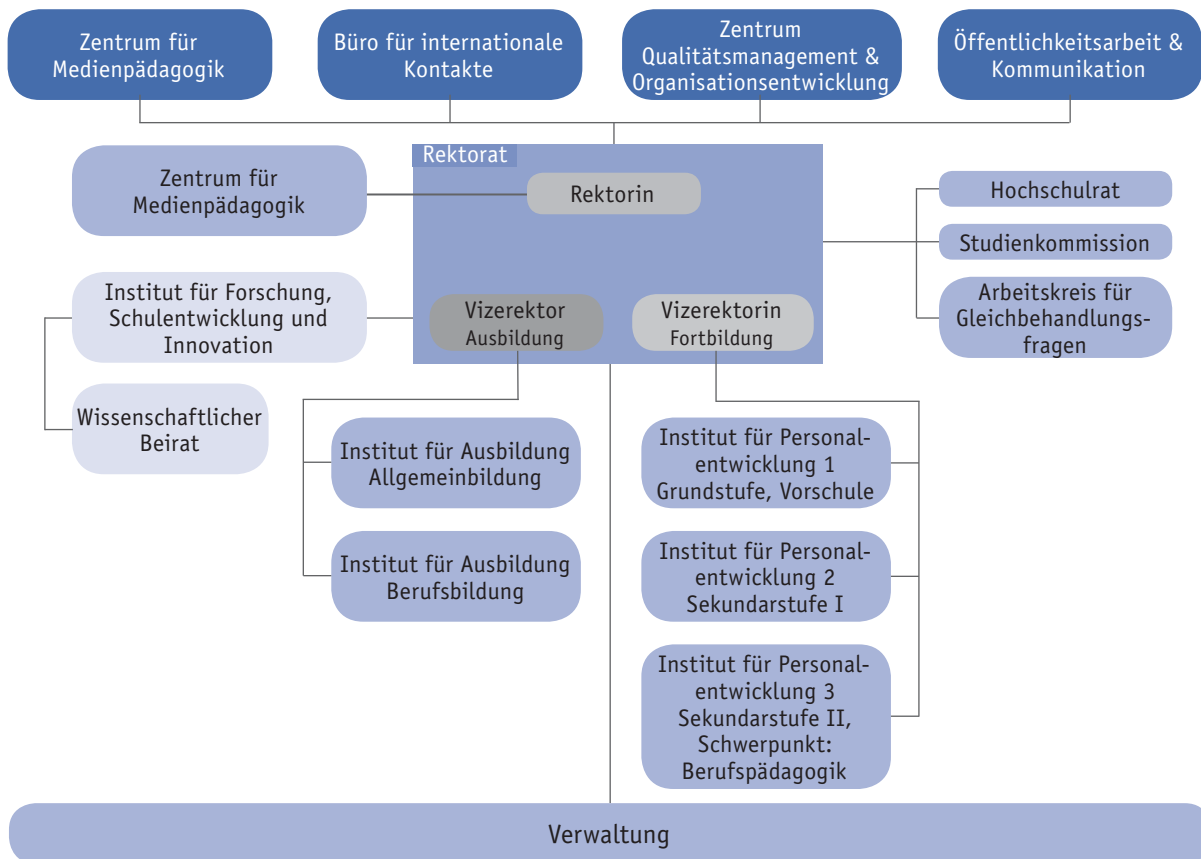 Zentrum für
Medienpädagogik
Büro für internationale
Kontakte
Zentrum
Qualitätsmanagement &
Organisationsentwicklung
Öffentlichkeitsarbeit &
Kommunikation
Rektorat
Zentrum für
Medienpädagogik
Rektorin
Hochschulrat
Studienkommission
Arbeitskreis für
Gleichbehandlungs-
fragen
Institut für Forschung,
Schulentwicklung und
Innovation
Vizerektor
Ausbildung
Vizerektorin
Fortbildung
Wissenschaftlicher
Beirat
Institut für Ausbildung
Allgemeinbildung
Institut für Ausbildung
Berufsbildung
Institut für Personal-
entwicklung 1
Grundstufe, Vorschule
Institut für Personal-
entwicklung 2
Sekundarstufe I
Institut für Personal-
entwicklung 3
Sekundarstufe II,
Schwerpunkt:
Berufspädagogik
Verwaltung